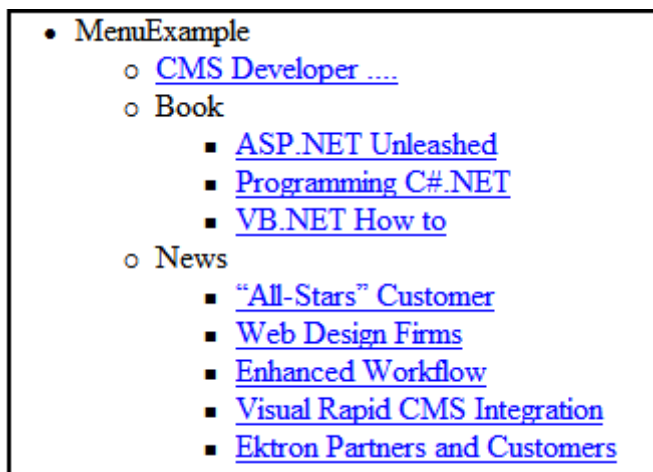 MenuExample
CMS Developer ....
Book
ASP.NET Unleashed
Programming C#.NET
VB.NET How to
News
“All-Stars” Customer
Web Design Firms
Enhanced Workflow
Visual Rapid CMS Integration
Ektron Partners and Customers